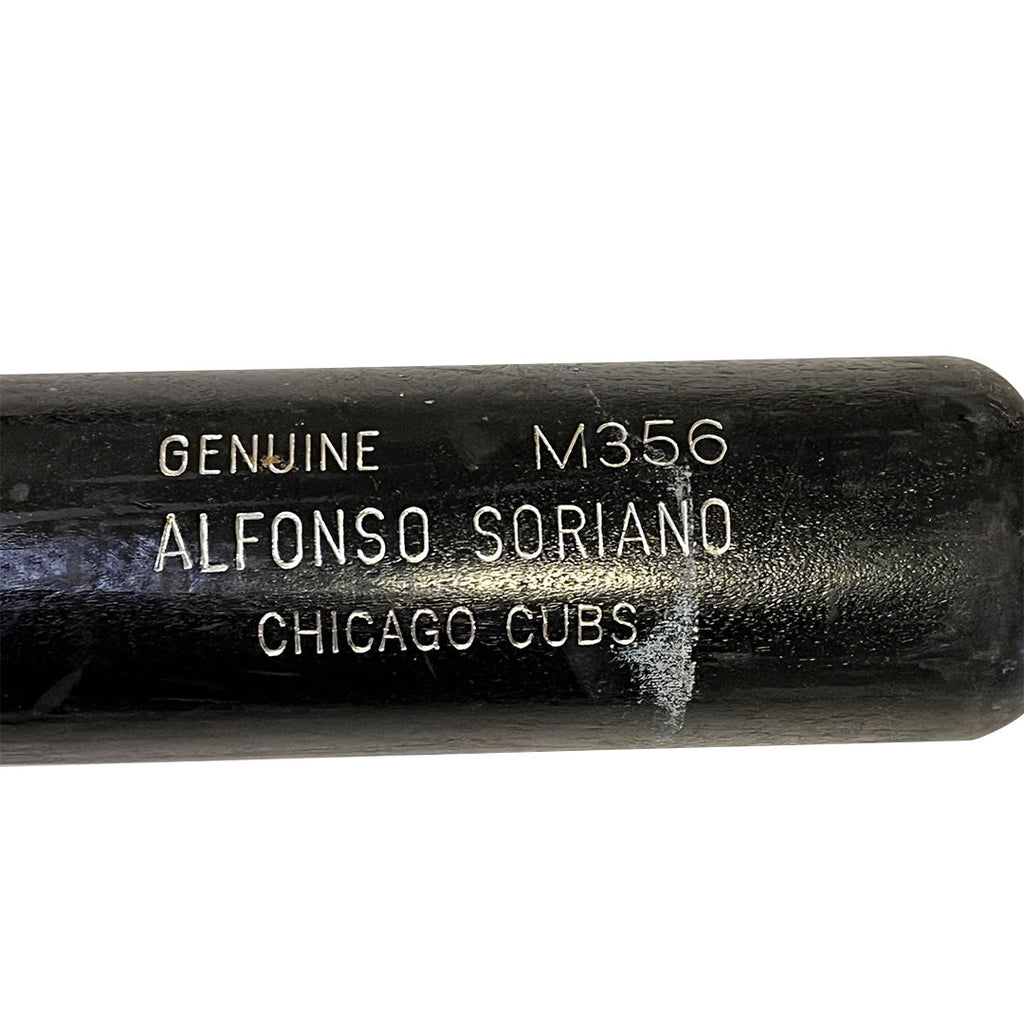 GENUINE M356
ALFONSO SORIANO
CHICAGO CUBS